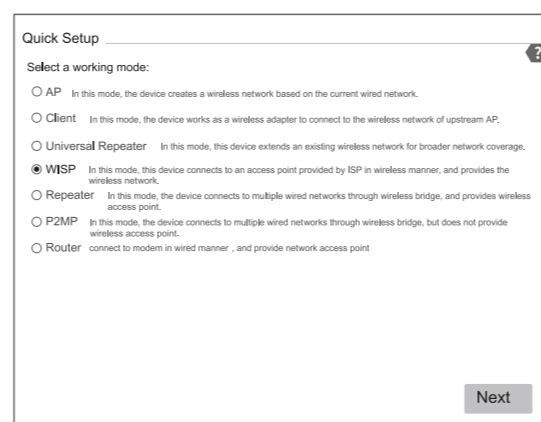 Quick Setup
?
Select a working mode:
AP In this mode, the device creates a wireless network based on the current wired network.
Client In this mode, the device works as a wireless adapter to connect to the wireless network of upstream AP.
Universal Repeater In this mode, this device extends an existing wireless network for broader network coverage.
WISP In this mode, this device connects to an access point provided by ISP in wireless manner, and provides the
wireless network.
Repeater In this mode, the device connects to multiple wired networks through wireless bridge, and provides wireless
access point.
P2MP In this mode, the device connects to multiple wired networks through wireless bridge, but does not provide
wireless access point.
Router connect to modem in wired manner , and provide network access point
Next